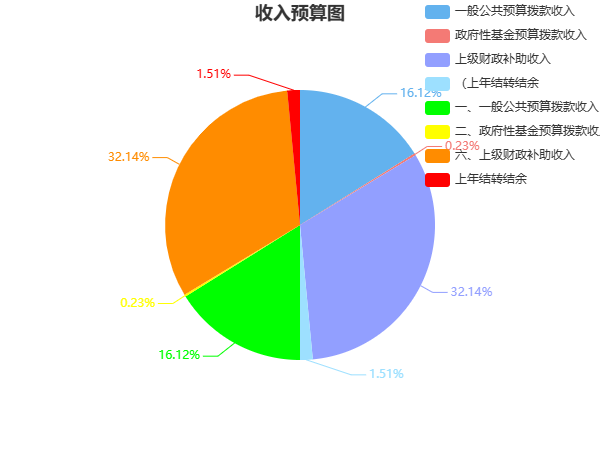 收入预算图
一般公共预算拨款收入
政府性基金预算拨款收入
上级财政补助收入
（上年结转结余
一、一般公共预算拨款收入
二、政府性基金预算拨款收
六、上级财政补助收入
上年结转结余
1.51%
16.12%
0.23%
32.14%
32.14%
0.23%
16.12%
1.51%